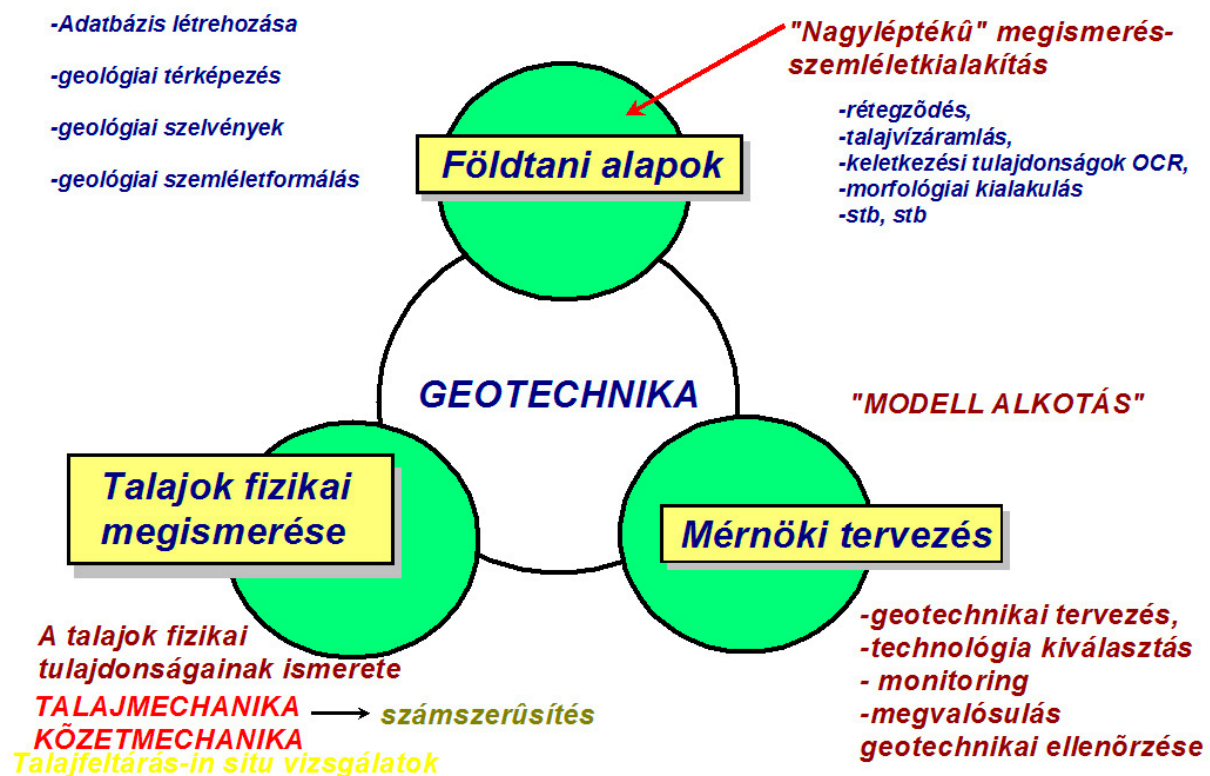 -Adatbázis létrehozása
-geológiai térképezés
-geológiai szelvények
-geológiai szemléletformálás
"Nagyléptékû" megismerés-
szemléletkialakítás
-rétegzõdés,
-talajvízáramlás,
-keletkezési tulajdonságok OCR,
-morfológiai kialakulás
-stb, stb
Földtani alapok
GEOTECHNIKA
"MODELL ALKOTÁS"
Talajok fizikai
megismerése
Mérnöki tervezés
A talajok fizikai
tulajdonságainak ismerete
TALAJMECHANIKA
számszerûsítés
KÕZETMECHANIKA
Talajfeltárás-in situ vizsgálatok
-geotechnikai tervezés,
-technológia kiválasztás
- monitoring
-megvalósulás
geotechnikai ellenõrzése